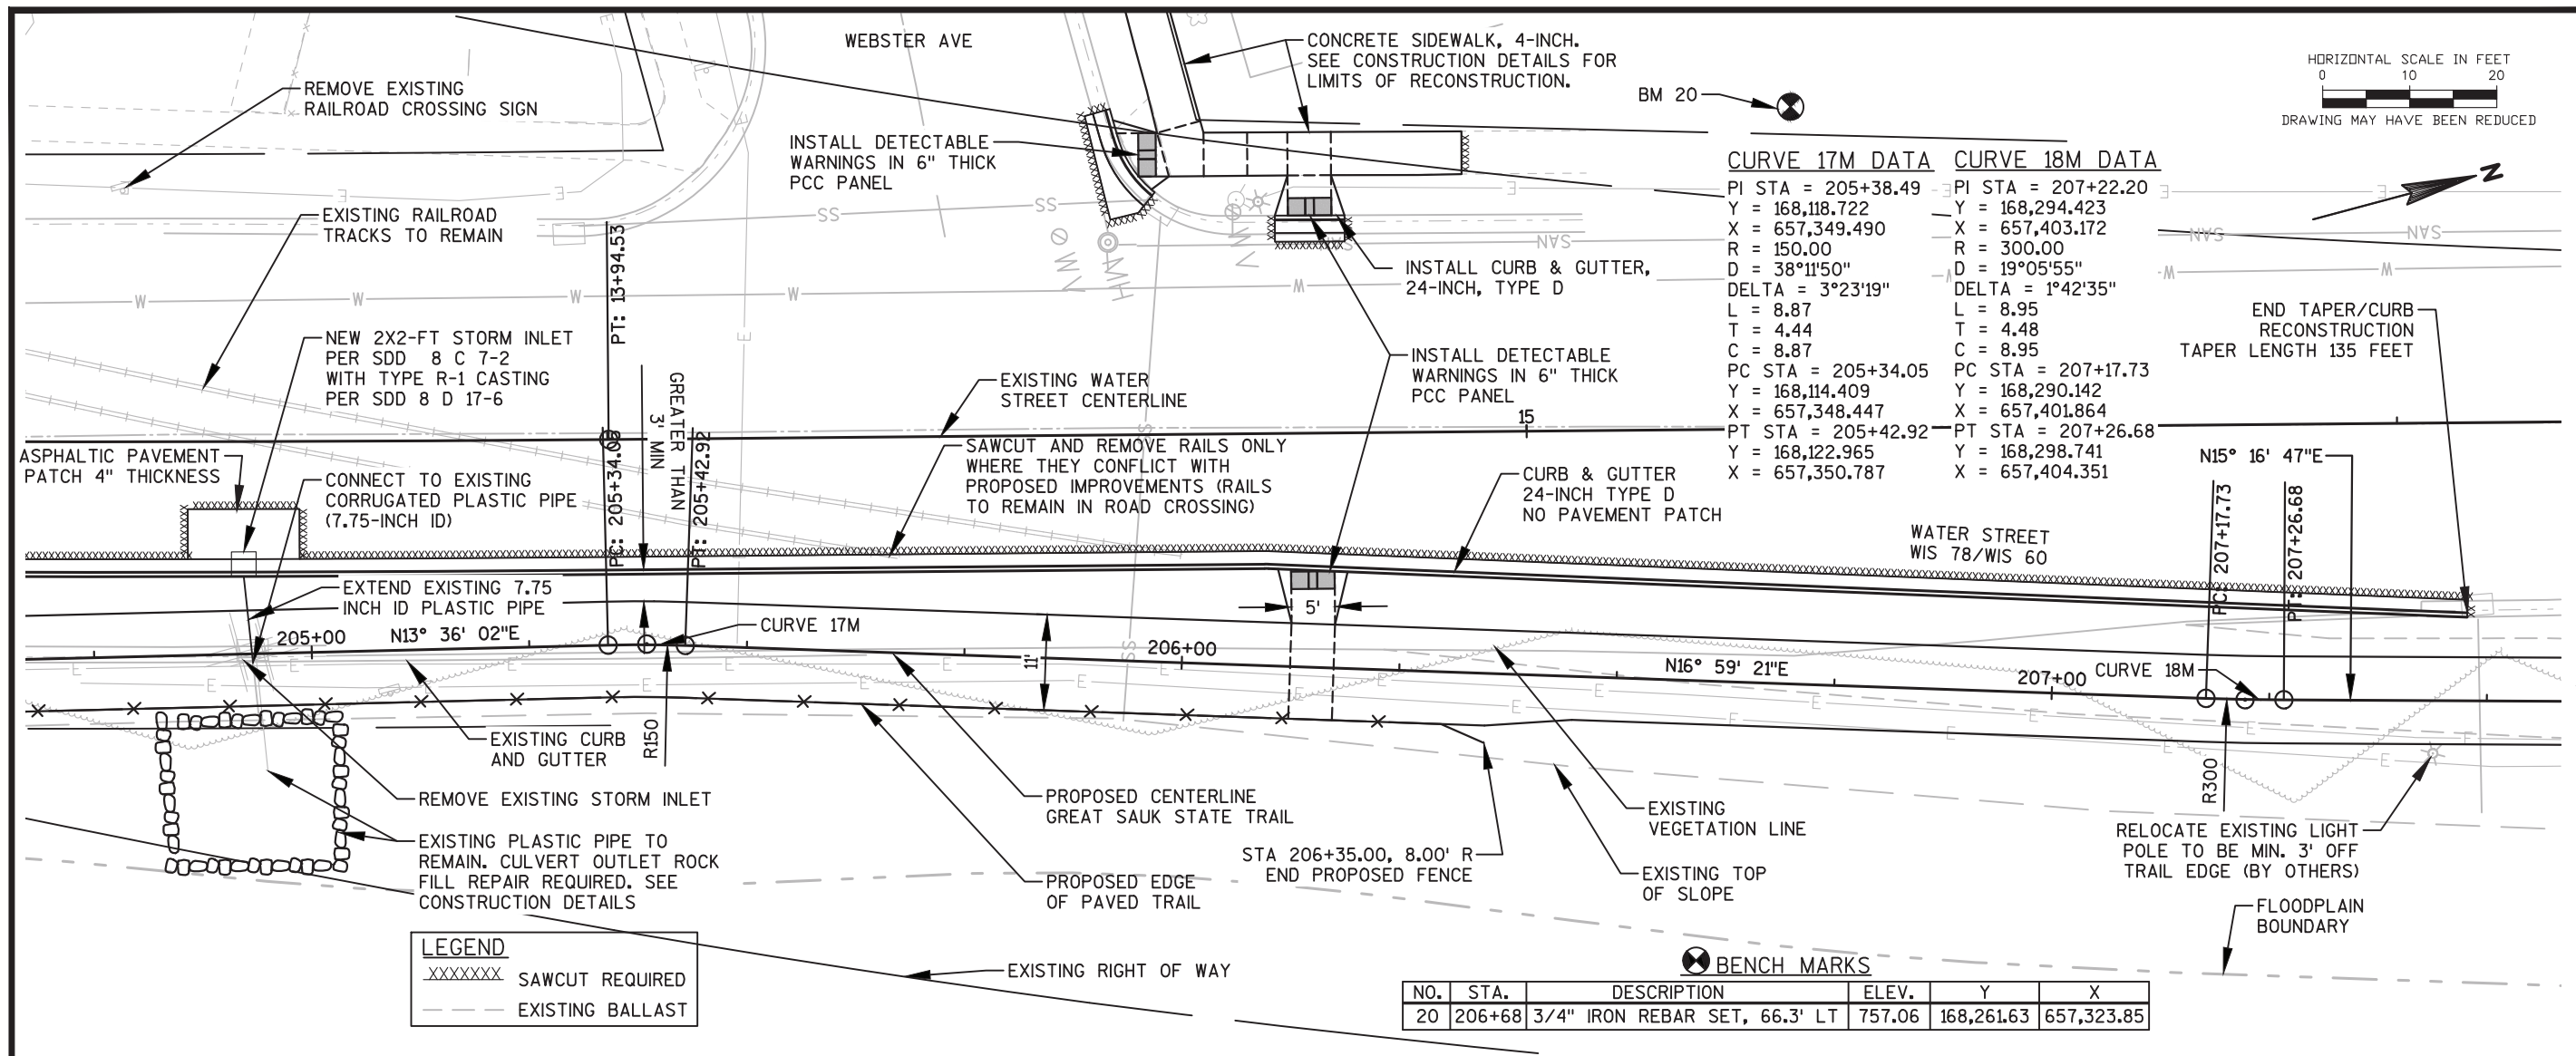 WEBSTER AVE
REMOVE EXISTING
RAILROAD CROSSING SIGN
CONCRETE SIDEWALK, 4-INCH.
SEE CONSTRUCTION DETAILS FOR
LIMITS OF RECONSTRUCTION.
BM 20
HORIZONTAL SCALE IN FEET
0 10 20
DRAWING MAY HAVE BEEN REDUCED
N
INSTALL DETECTABLE
WARNINGS IN 6" THICK
PCC PANEL
EXISTING RAILROAD
TRACKS TO REMAIN
INSTALL CURB & GUTTER,
24-INCH, TYPE D
CURVE 17M DATA
PI STA = 205+38.49
Y = 168,118.722
X = 657,349.490
R = 150.00
D = 38°11'50"
DELTA = 3°23'19"
L = 8.87
T = 4.44
C = 8.87
PC STA = 205+34.05
Y = 168,114.409
X = 657,348.447
PT STA = 205+42.92
Y = 168,122.965
X = 657,350.787
CURVE 18M DATA
PI STA = 207+22.20
Y = 168,294.423
X = 657,403.172
R = 300.00
D = 19°05'55"
DELTA = 1°42'35"
L = 8.95
T = 4.48
C = 8.95
PC STA = 207+17.73
Y = 168,290.142
X = 657,401.864
PT STA = 207+26.68
Y = 168,298.741
X = 657,404.351
END TAPER/CURB
RECONSTRUCTION
TAPER LENGTH 135 FEET
NEW 2X2-FT STORM INLET
PER SDD 8 C 7-2
WITH TYPE R-1 CASTING
PER SDD 8 D 17-6
PT: 13+94.53
GREATER THAN
3' MIN
EXISTING WATER
STREET CENTERLINE
INSTALL DETECTABLE
WARNINGS IN 6" THICK
PCC PANEL
15
ASPHALTIC PAVEMENT
PATCH 4" THICKNESS
CONNECT TO EXISTING
CORRUGATED PLASTIC PIPE
(7.75-INCH ID)
PC: 205+34.05
PT: 205+42.92
SAWCUT AND REMOVE RAILS ONLY
WHERE THEY CONFLICT WITH
PROPOSED IMPROVEMENTS (RAILS
TO REMAIN IN ROAD CROSSING)
CURB & GUTTER
24-INCH TYPE D
NO PAVEMENT PATCH
N15° 16' 47"E
WATER STREET
WIS 78/WIS 60
PC: 207+17.73
PT: 207+26.68
EXTEND EXISTING 7.75
INCH ID PLASTIC PIPE
205+00
N13° 36' 02"E
CURVE 17M
5'
11'
206+00
N16° 59' 21"E
207+00
CURVE 18M
EXISTING CURB
AND GUTTER
R150
R300
REMOVE EXISTING STORM INLET
PROPOSED CENTERLINE
GREAT SAUK STATE TRAIL
EXISTING
VEGETATION LINE
RELOCATE EXISTING LIGHT
POLE TO BE MIN. 3' OFF
TRAIL EDGE (BY OTHERS)
EXISTING PLASTIC PIPE TO
REMAIN. CULVERT OUTLET ROCK
FILL REPAIR REQUIRED. SEE
CONSTRUCTION DETAILS
STA 206+35.00, 8.00' R
END PROPOSED FENCE
PROPOSED EDGE
OF PAVED TRAIL
EXISTING TOP
OF SLOPE
FLOODPLAIN
BOUNDARY
LEGEND
XXXXXXX SAWCUT REQUIRED
EXISTING BALLAST
EXISTING RIGHT OF WAY
BENCH MARKS
NO. STA. DESCRIPTION ELEV. Y X
20 206+68 3/4" IRON REBAR SET, 66.3' LT 757.06 168,261.63 657,323.85
SS SS SS SS
W W W W W W W
WV MH WV
SAN SAN SAN SAN
E E E E E E E E